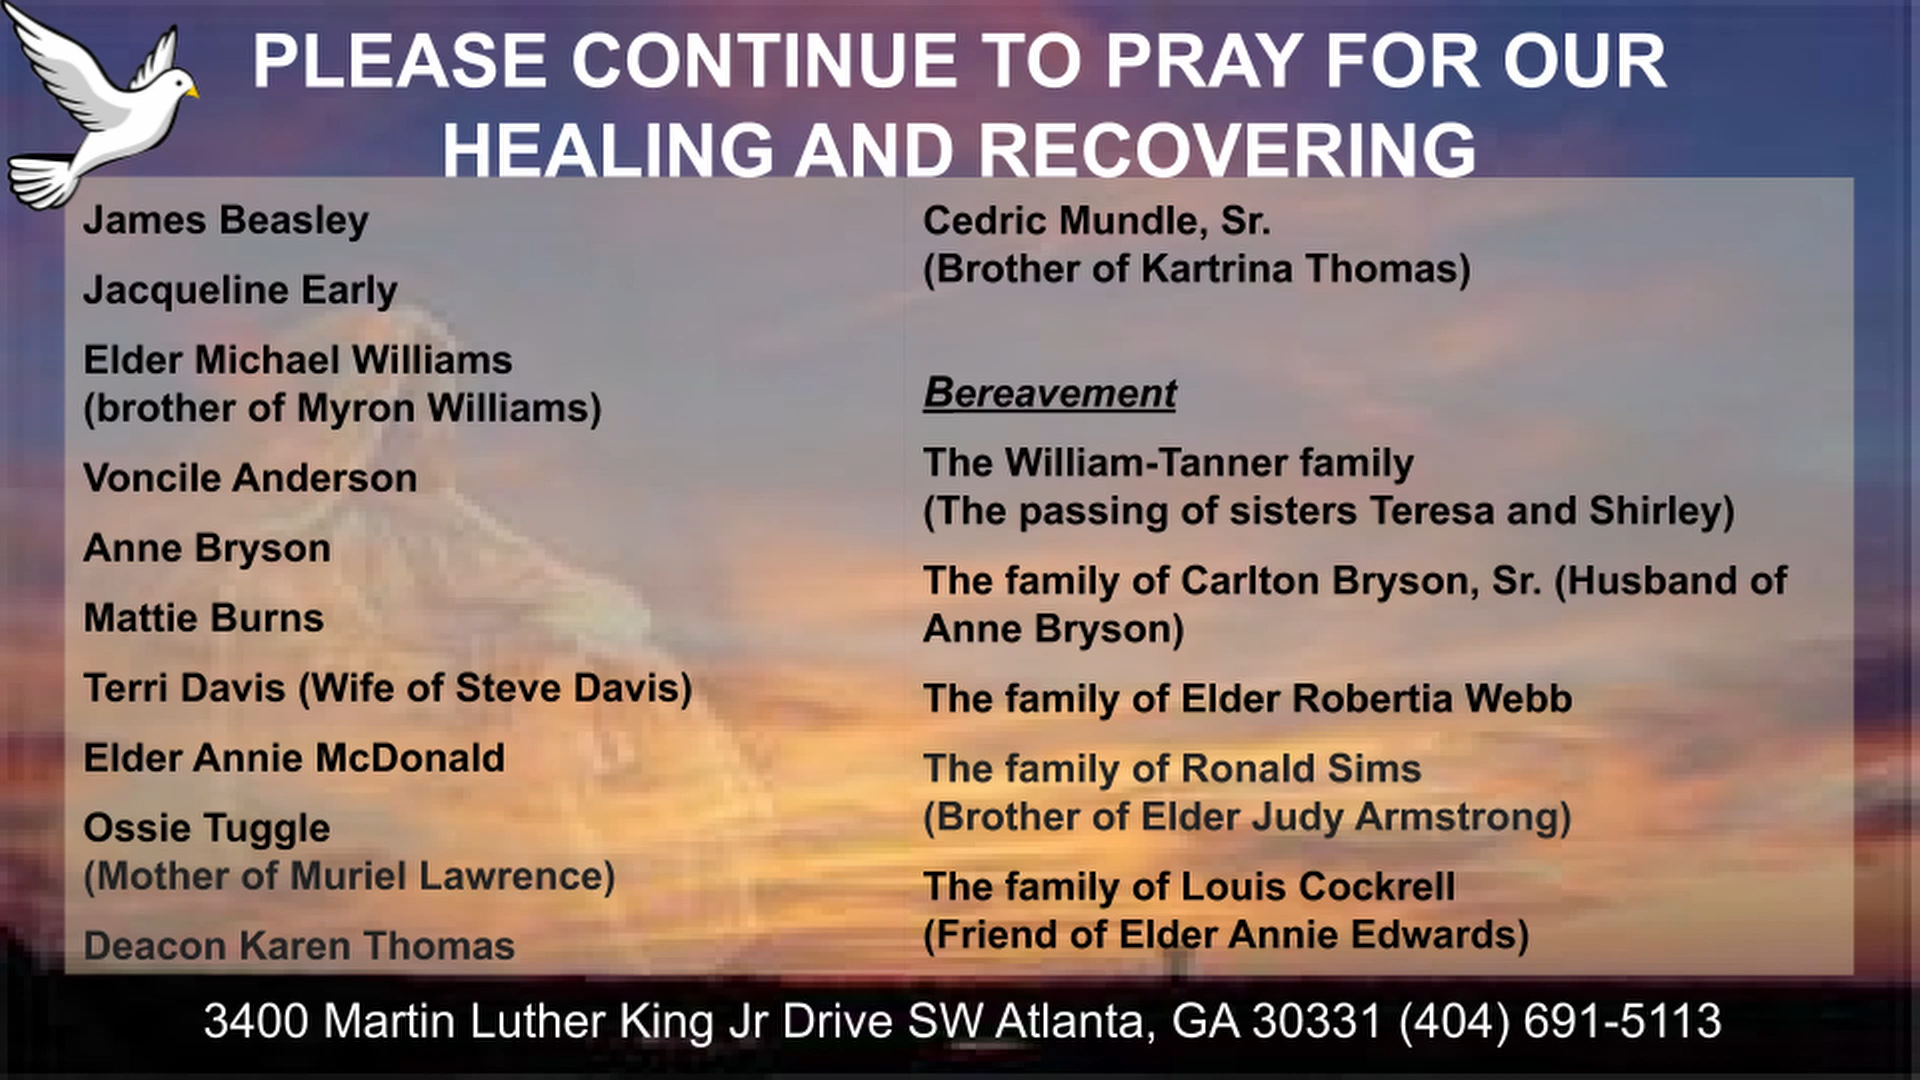 PLEASE CONTINUE TO PRAY FOR OUR
HEALING AND RECOVERING
James Beasley
Jacqueline Early
Elder Michael Williams
(brother of Myron Williams)
Voncile Anderson
Anne Bryson
Mattie Burns
Terri Davis (Wife of Steve Davis)
Elder Annie McDonald
Ossie Tuggle
(Mother of Muriel Lawrence)
Deacon Karen Thomas
Cedric Mundle, Sr.
(Brother of Kartrina Thomas)
Bereavement
The William-Tanner family
(The passing of sisters Teresa and Shirley)
The family of Carlton Bryson, Sr. (Husband of
Anne Bryson)
The family of Elder Robertia Webb
The family of Ronald Sims
(Brother of Elder Judy Armstrong)
The family of Louis Cockrell
(Friend of Elder Annie Edwards)
3400 Martin Luther King Jr Drive SW Atlanta, GA 30331 (404) 691-5113